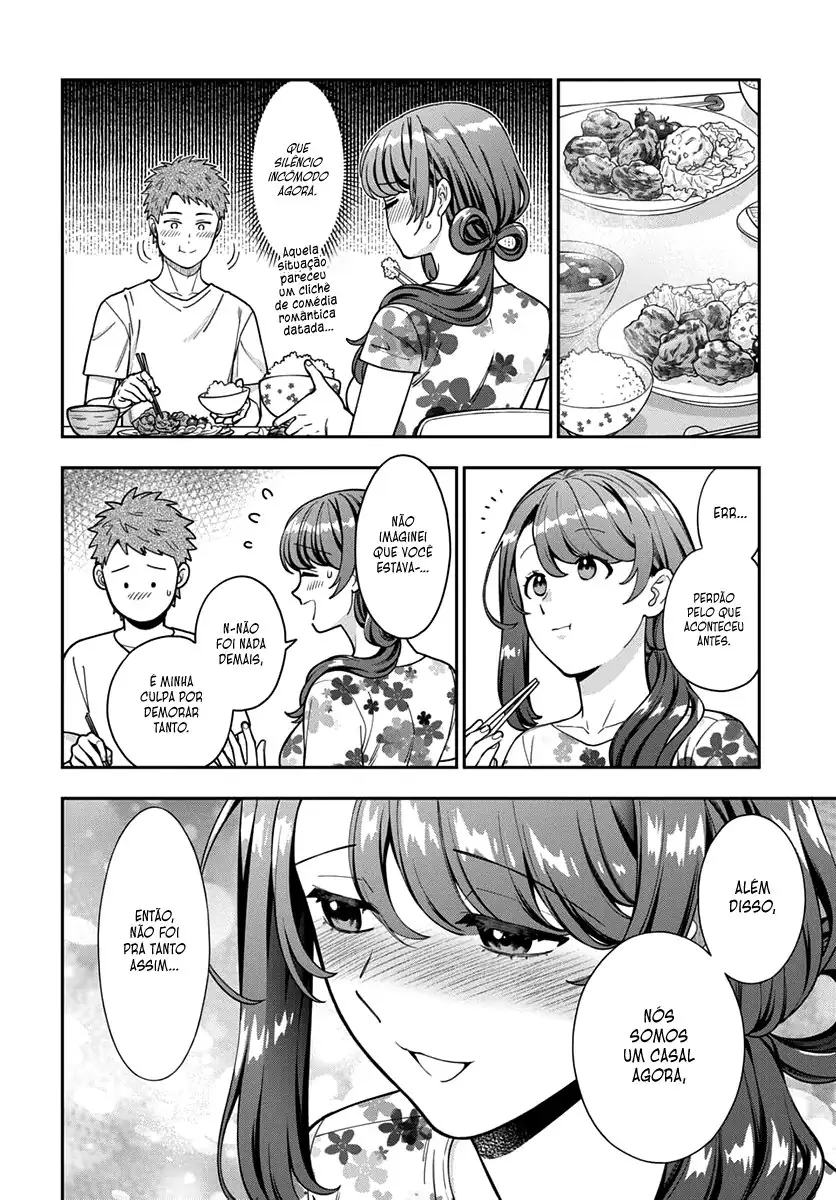 QUE
SILÊNCIO
INCÔMODO
AGORA.
Aquela
situação
pareceu
um clichê
de comédia
romântica
datada...
ERR...
PERDÃO
PELO QUE
ACONTECEU
ANTES.
NÃO
IMAGINEI
QUE VOCÊ
ESTAVA-...
N-NÃO
FOI NADA
DEMAIS,
É MINHA
CULPA POR
DEMORAR
TANTO.
ALÉM
DISSO,
NÓS
SOMOS
UM CASAL
AGORA,
ENTÃO,
NÃO FOI
PRA TANTO
ASSIM...